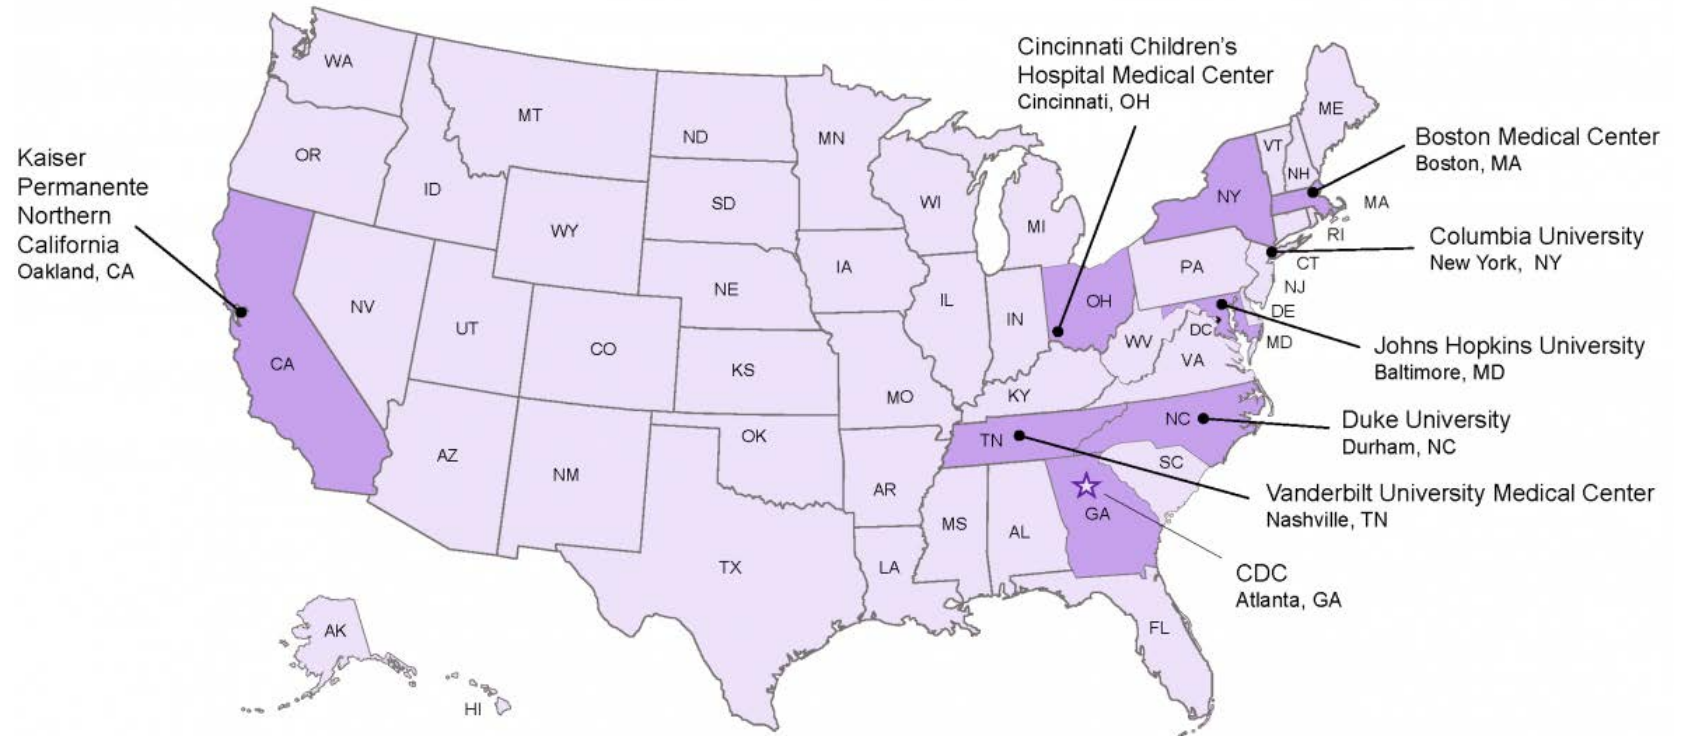 Cincinnati Children's
Hospital Medical Center
Cincinnati, OH
Boston Medical Center
Boston, MA
Kaiser
Permanente
Northern
California
Oakland, CA
Columbia University
New York, NY
Johns Hopkins University
Baltimore, MD
Duke University
Durham, NC
Vanderbilt University Medical Center
Nashville, TN
CDC
Atlanta, GA
WA
MT
ND
MN
ME
OR
ID
SD
WI
MI
VT
NH
NY
MA
RI
WY
IA
PA
CT
NJ
NE
IL
IN
OH
DE
NV
UT
CO
DC
MD
WV
VA
CA
KS
MO
KY
NC
AZ
NM
OK
TN
SC
AR
MS
AL
GA
TX
LA
FL
AK
HI